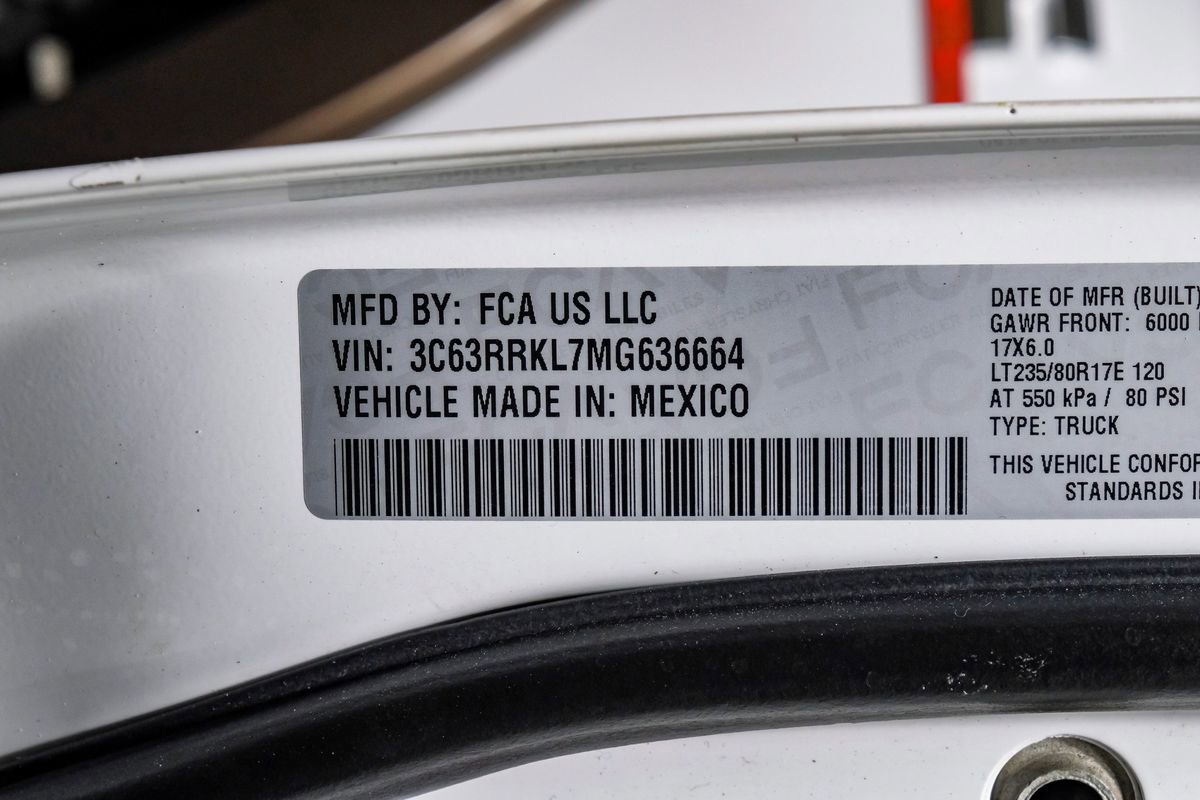 MFD BY: FCA US LLC
VIN: 3C63RRKL7MG636664
VEHICLE MADE IN: MEXICO
DATE OF MFR (BUILT)
GAWR FRONT: 6000
17X6.0
LT235/80R17E 120
AT 550 kPa / 80 PSI
TYPE: TRUCK
THIS VEHICLE
STANDARDS